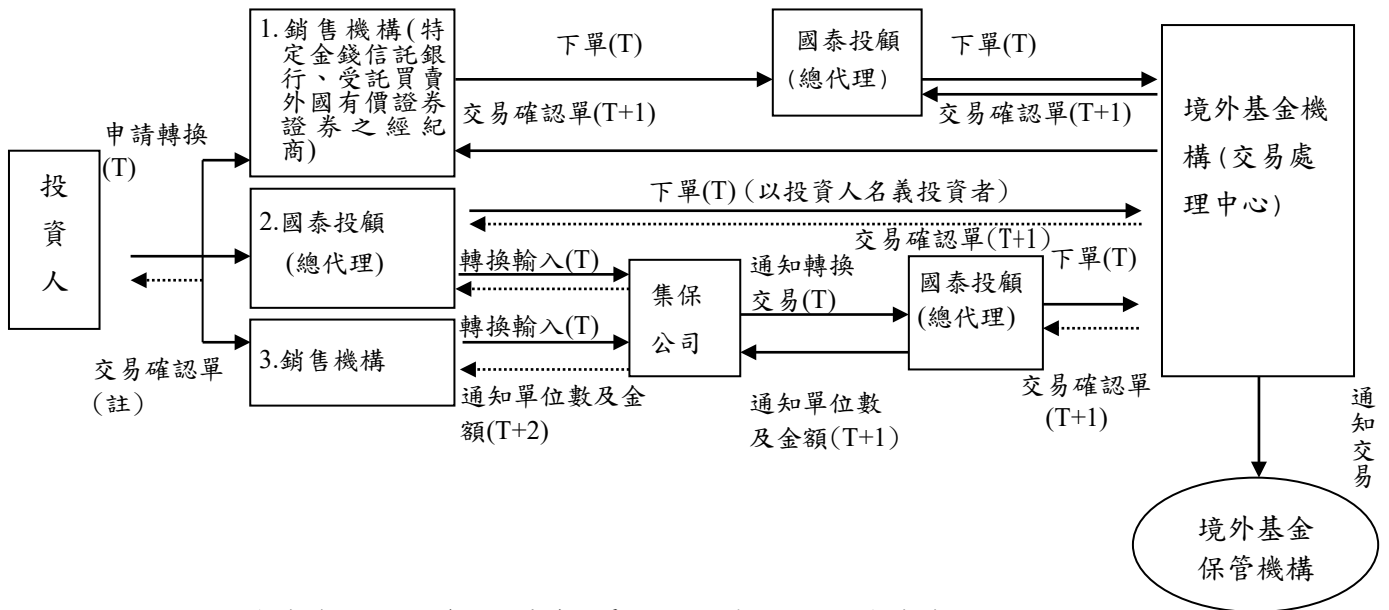 投
資
人
申請轉換
(T)
交易確認單
(註)
1.銷售機構(特
定金錢信託銀
行、受託買賣
外國有價證券
證券之經紀
商)
2.國泰投顧
(總代理)
3.銷售機構
下單(T)
交易確認單(T+1)
國泰投顧
(總代理)
下單(T)
交易確認單(T+1)
下單(T)(以投資人名義投資者)
交易確認單(T+1)
轉換輸入(T)
轉換輸入(T)
通知單位數及金
額(T+2)
集保
公司
通知轉換
交易(T)
通知單位數
及金額(T+1)
國泰投顧
(總代理)
下單(T)
交易確認單
(T+1)
境外基金機
構(交易處
理中心)
通
知
交
易
境外基金
保管機構